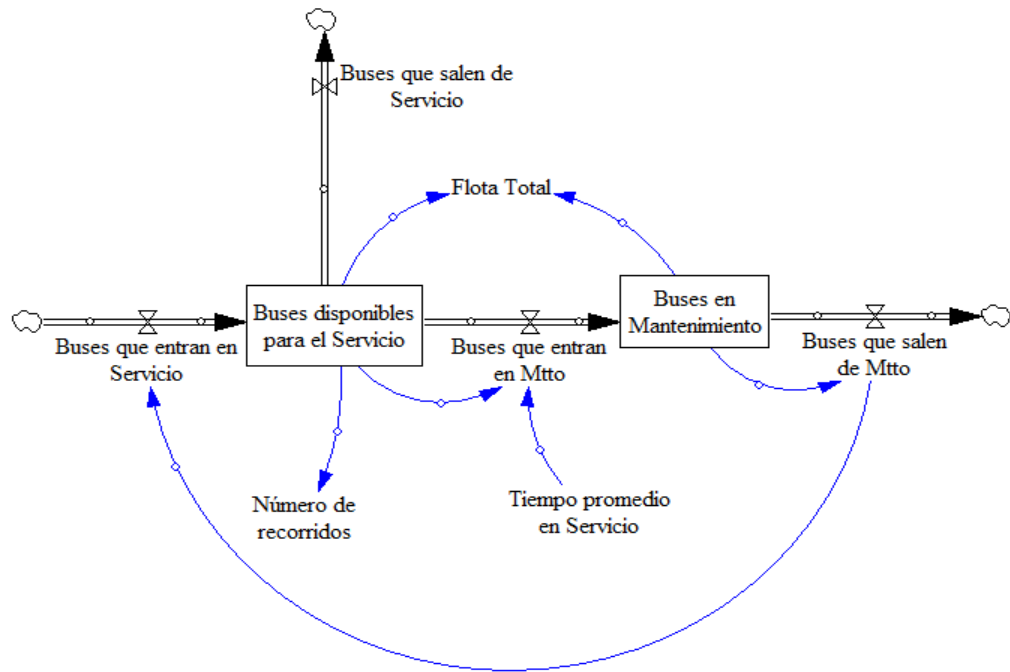 Buses que salen de
Servicio
Flota Total
Buses disponibles
para el Servicio
Buses en
Mantenimiento
Buses que entran en
Servicio
Buses que entran
en Mtto
Buses que salen
de Mtto
Número de
recorridos
Tiempo promedio
en Servicio